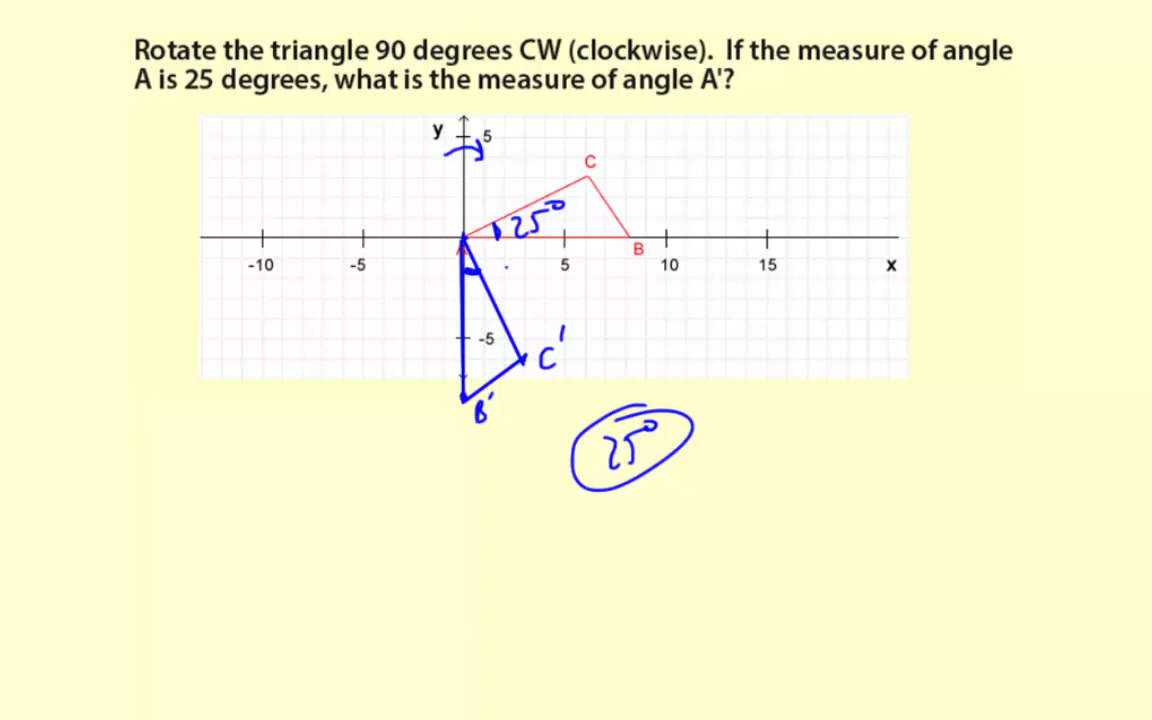 Rotate the triangle 90 degrees CW (clockwise). If the measure of angle
A is 25 degrees, what is the measure of angle A'?
y 5
C
25°
B
-10 -5 5 10 15 x
-5
C'
B'
25°